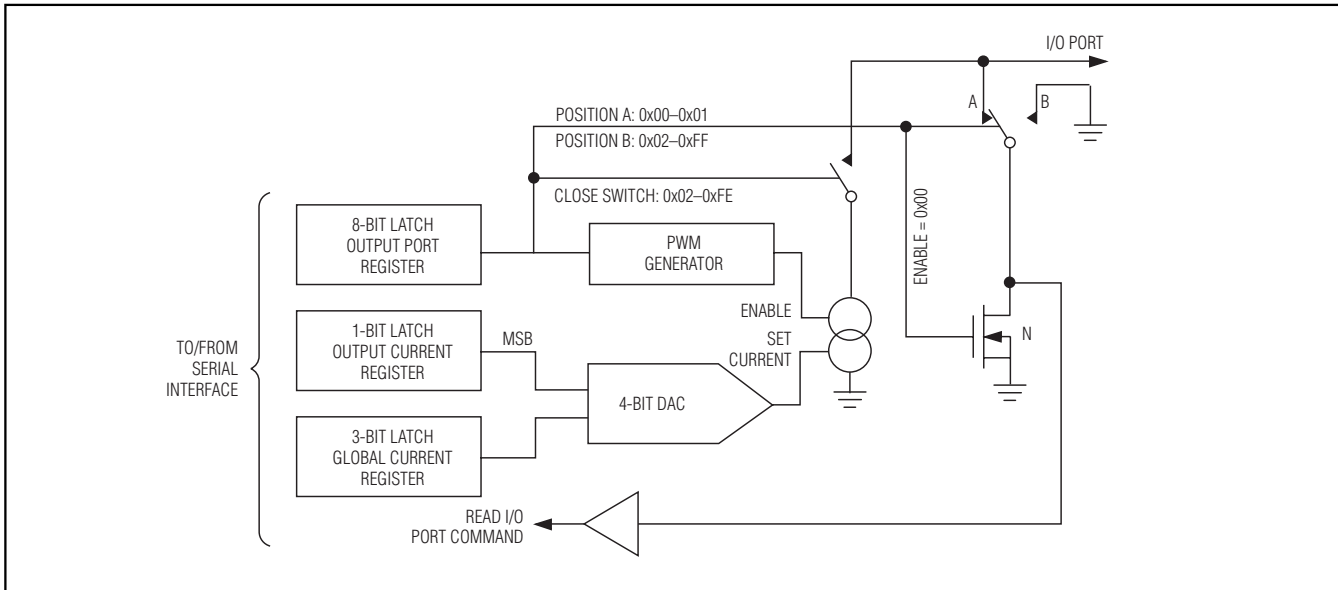 I/O PORT
A
B
POSITION A: 0x00–0x01
POSITION B: 0x02–0xFF
CLOSE SWITCH: 0x02–0xFE
8-BIT LATCH
OUTPUT PORT
REGISTER
PWM
GENERATOR
ENABLE = 0x00
ENABLE
SET
CURRENT
N
1-BIT LATCH
OUTPUT CURRENT
REGISTER
MSB
TO/FROM
SERIAL
INTERFACE
4-BIT DAC
3-BIT LATCH
GLOBAL CURRENT
REGISTER
READ I/O
PORT COMMAND